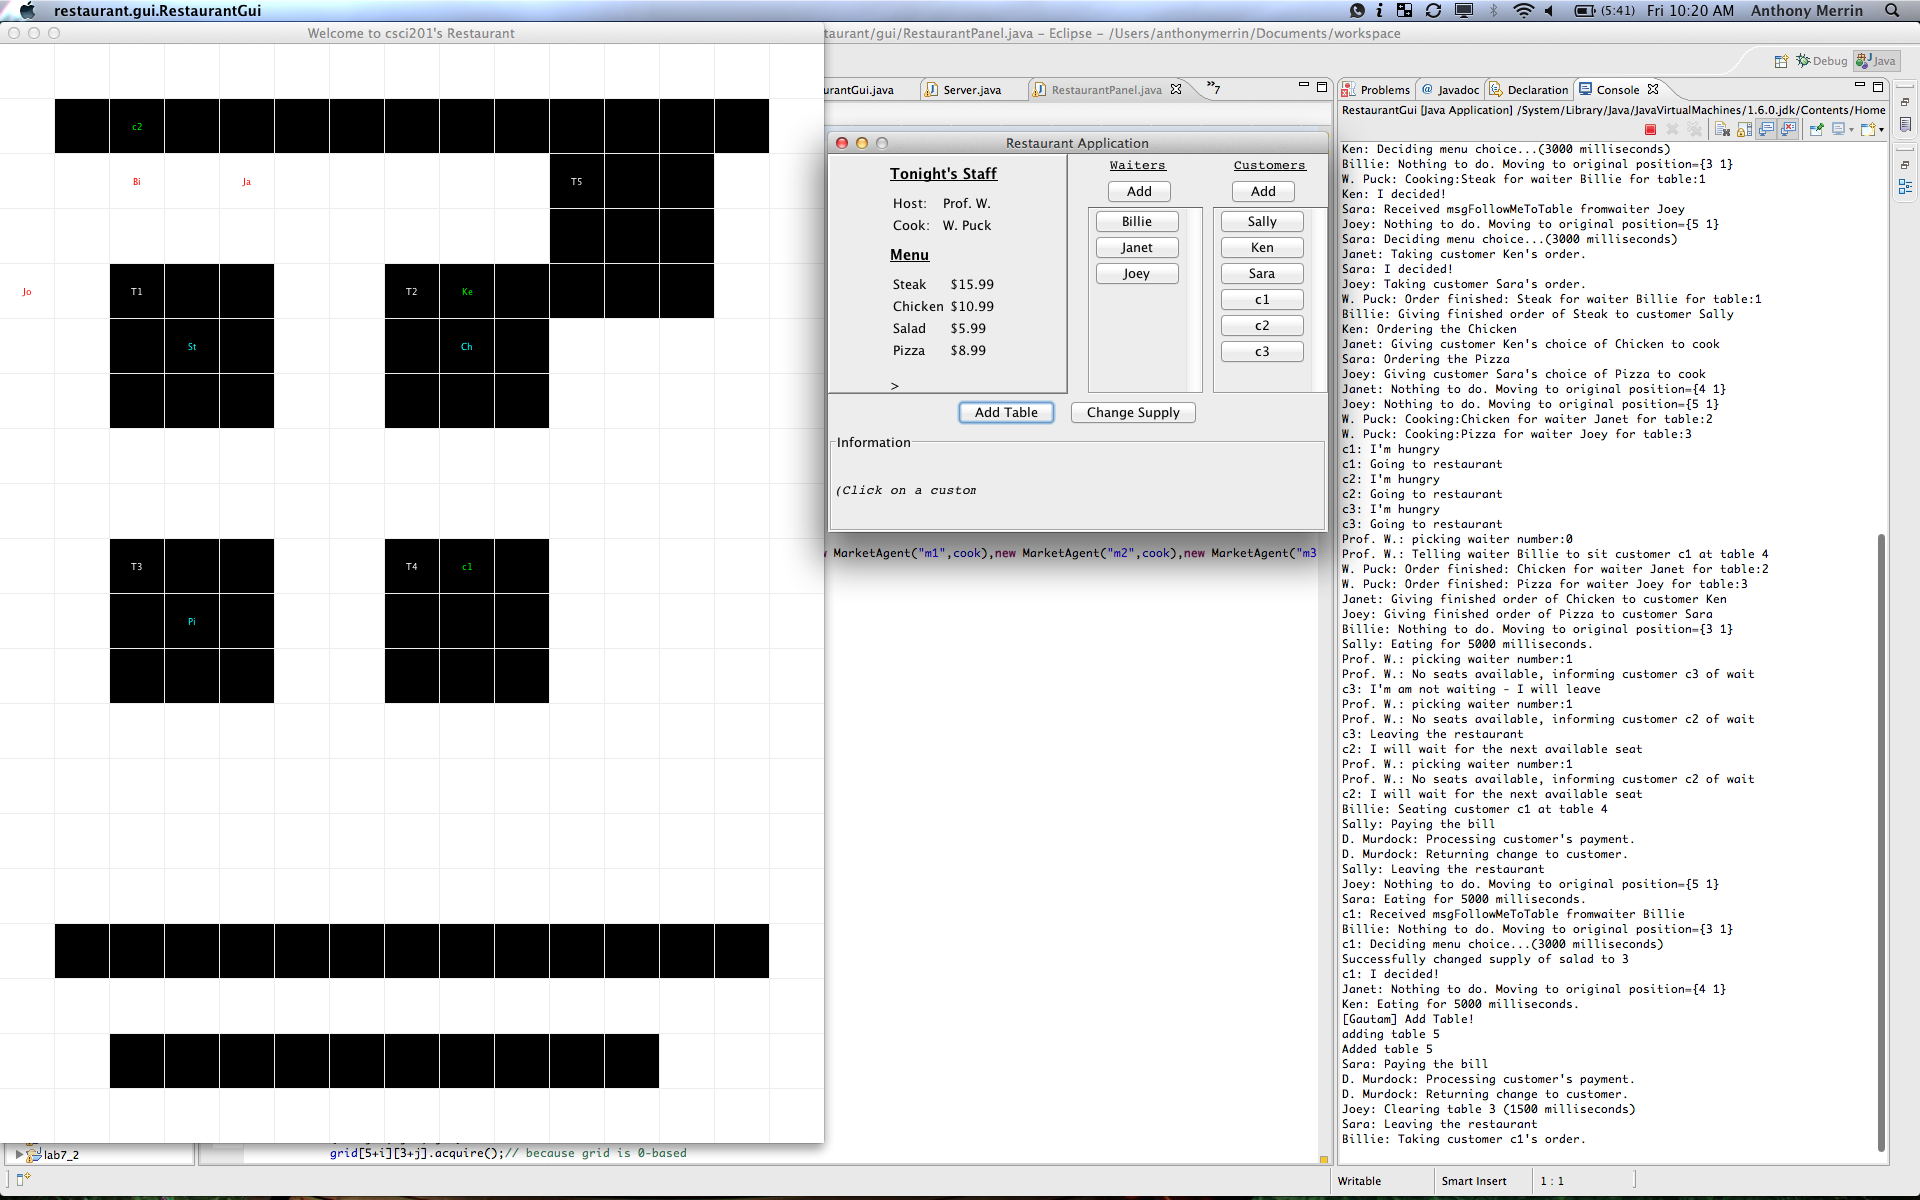 restaurant.gui.RestaurantGui
(5:41) Fri 10:20 AM Anthony Merrin
Welcome to csci201's Restaurant
taurant/gui/RestaurantPanel.java – Eclipse – /Users/anthonymerrin/Documents/workspace
Debug Java
urantGui.java Server.java RestaurantPanel.java »7
Problems @ Javadoc Declaration Console
RestaurantGui [Java Application] /System/Library/Java/JavaVirtualMachines/1.6.0.jdk/Contents/Home
c2
Bi Ja T5
Jo T1 T2 Ke
St Ch
T3 T4 c1
Pi
Restaurant Application
Tonight's Staff
Host: Prof. W.
Cook: W. Puck
Menu
Steak $15.99
Chicken $10.99
Salad $5.99
Pizza $8.99
>
Waiters
Add
Billie
Janet
Joey
Customers
Add
Sally
Ken
Sara
c1
c2
c3
Add Table Change Supply
Information
(Click on a custom
MarketAgent("m1",cook),new MarketAgent("m2",cook),new MarketAgent("m3
Ken: Deciding menu choice...(3000 milliseconds)
Billie: Nothing to do. Moving to original position={3 1}
W. Puck: Cooking:Steak for waiter Billie for table:1
Ken: I decided!
Sara: Received msgFollowMeToTable fromwaiter Joey
Joey: Nothing to do. Moving to original position={5 1}
Sara: Deciding menu choice...(3000 milliseconds)
Janet: Taking customer Ken's order.
Sara: I decided!
Joey: Taking customer Sara's order.
W. Puck: Order finished: Steak for waiter Billie for table:1
Billie: Giving finished order of Steak to customer Sally
Ken: Ordering the Chicken
Janet: Giving customer Ken's choice of Chicken to cook
Sara: Ordering the Pizza
Joey: Giving customer Sara's choice of Pizza to cook
Janet: Nothing to do. Moving to original position={4 1}
Joey: Nothing to do. Moving to original position={5 1}
W. Puck: Cooking:Chicken for waiter Janet for table:2
W. Puck: Cooking:Pizza for waiter Joey for table:3
c1: I'm hungry
c1: Going to restaurant
c2: I'm hungry
c2: Going to restaurant
c3: I'm hungry
c3: Going to restaurant
Prof. W.: picking waiter number:0
Prof. W.: Telling waiter Billie to sit customer c1 at table 4
W. Puck: Order finished: Chicken for waiter Janet for table:2
W. Puck: Order finished: Pizza for waiter Joey for table:3
Janet: Giving finished order of Chicken to customer Ken
Joey: Giving finished order of Pizza to customer Sara
Billie: Nothing to do. Moving to original position={3 1}
Sally: Eating for 5000 milliseconds.
Prof. W.: picking waiter number:1
Prof. W.: No seats available, informing customer c3 of wait
c3: I'm am not waiting - I will leave
Prof. W.: picking waiter number:1
Prof. W.: No seats available, informing customer c2 of wait
c3: Leaving the restaurant
c2: I will wait for the next available seat
Prof. W.: picking waiter number:1
Prof. W.: No seats available, informing customer c2 of wait
c2: I will wait for the next available seat
Billie: Seating customer c1 at table 4
Sally: Paying the bill
D. Murdock: Processing customer's payment.
D. Murdock: Returning change to customer.
Sally: Leaving the restaurant
Joey: Nothing to do. Moving to original position={5 1}
Sara: Eating for 5000 milliseconds.
c1: Received msgFollowMeToTable fromwaiter Billie
Billie: Nothing to do. Moving to original position={3 1}
c1: Deciding menu choice...(3000 milliseconds)
Successfully changed supply of salad to 3
c1: I decided!
Janet: Nothing to do. Moving to original position={4 1}
Ken: Eating for 5000 milliseconds.
[Gautam] Add Table!
adding table 5
Added table 5
Sara: Paying the bill
D. Murdock: Processing customer's payment.
D. Murdock: Returning change to customer.
Joey: Clearing table 3 (1500 milliseconds)
Sara: Leaving the restaurant
Billie: Taking customer c1's order.
lab7_2
grid[5+i][3+j].acquire();// because grid is 0-based
Writable Smart Insert 1 : 1